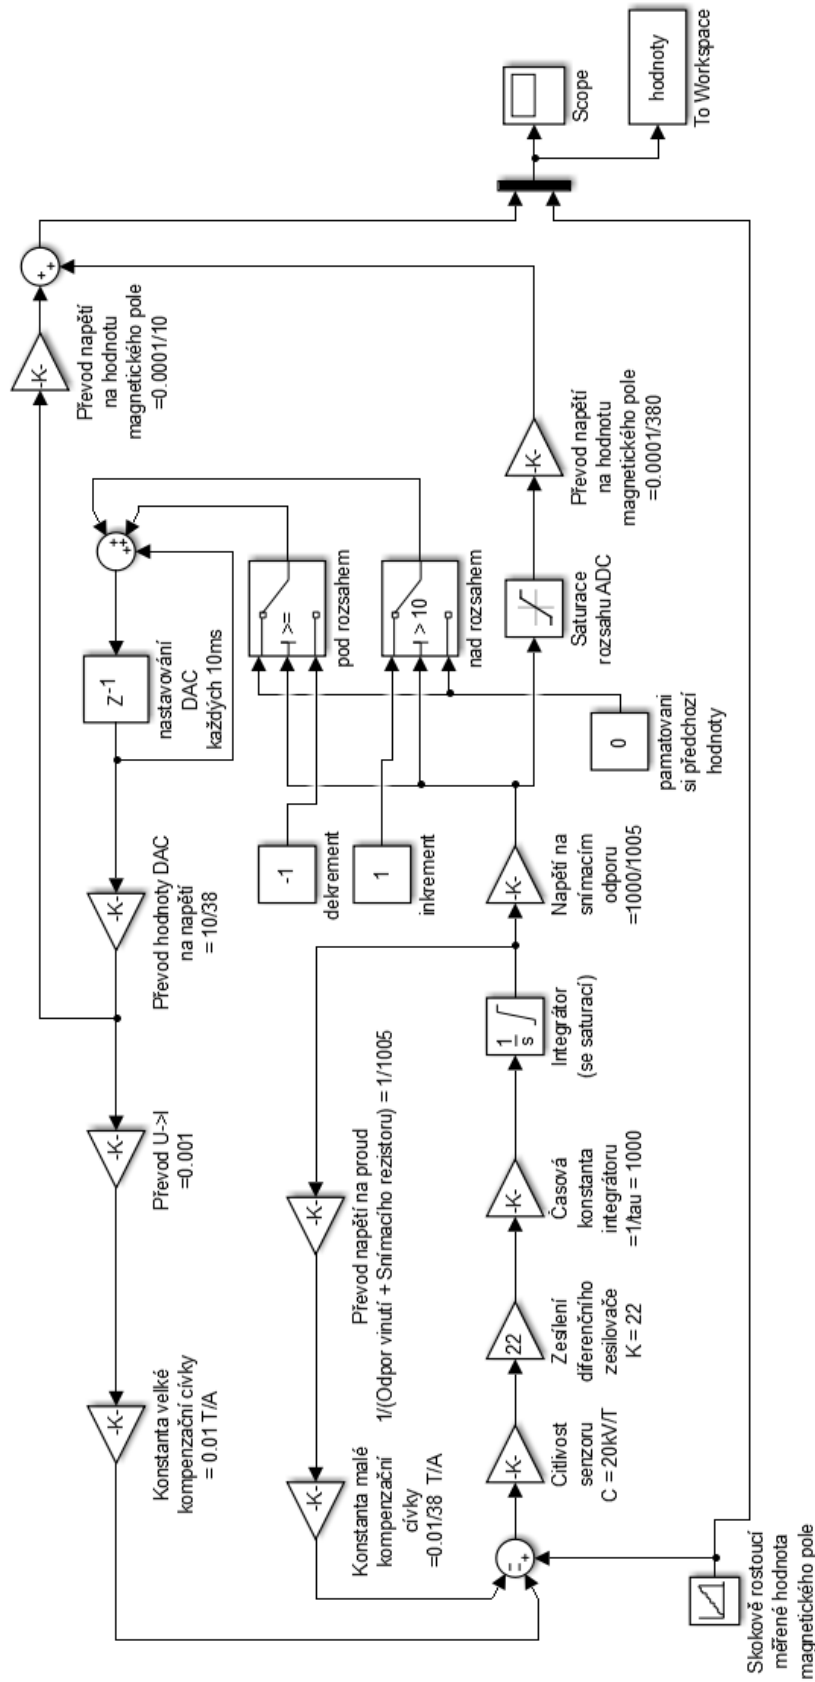 Skokově rostoucí
měřené hodnota
magnetického pole
Citlivost
senzoru
C = 20kV/T
-K-
Zesílení
diferenčního
zesilovače
K = 22
22
Časová
konstanta
integrátoru
=1/tau = 1000
-K-
Integrátor
(se saturací)
1
s
Napětí na
snímacím
odporu
=1000/1005
-K-
Konstanta malé
kompenzační
cívky
=0.01/38 T/A
-K-
Převod napětí na proud
1/(Odpor vinutí + Snímacího rezistoru) = 1/1005
-K-
Konstanta velké
kompenzační cívky
= 0.01 T/A
-K-
Převod U->I
=0.001
-K-
Převod hodnoty DAC
na napětí
= 10/38
-K-
nastavování
DAC
každých 10ms
Z-1
-1
dekrement
1
inkrement
0
pamatovani
si předchozí
hodnoty
>=
pod rozsahem
> 10
nad rozsahem
Saturace
rozsahu ADC
Převod napětí
na hodnotu
magnetického pole
=0.0001/380
-K-
Převod napětí
na hodnotu
magnetického pole
=0.0001/10
-K-
Scope
hodnoty
To Workspace